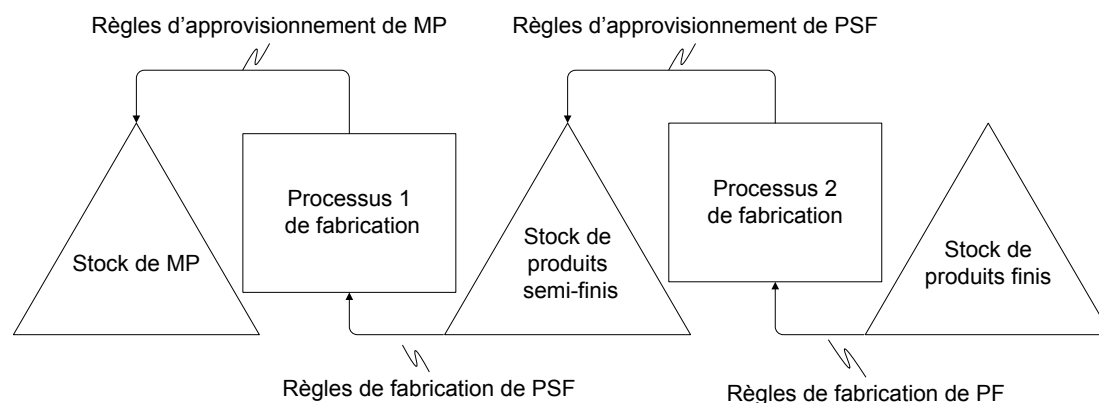 Règles d’approvisionnement de MP
Règles d’approvisionnement de PSF
Stock de MP
Processus 1
de fabrication
Stock de
produits
semi-finis
Processus 2
de fabrication
Stock de
produits finis
Règles de fabrication de PSF
Règles de fabrication de PF